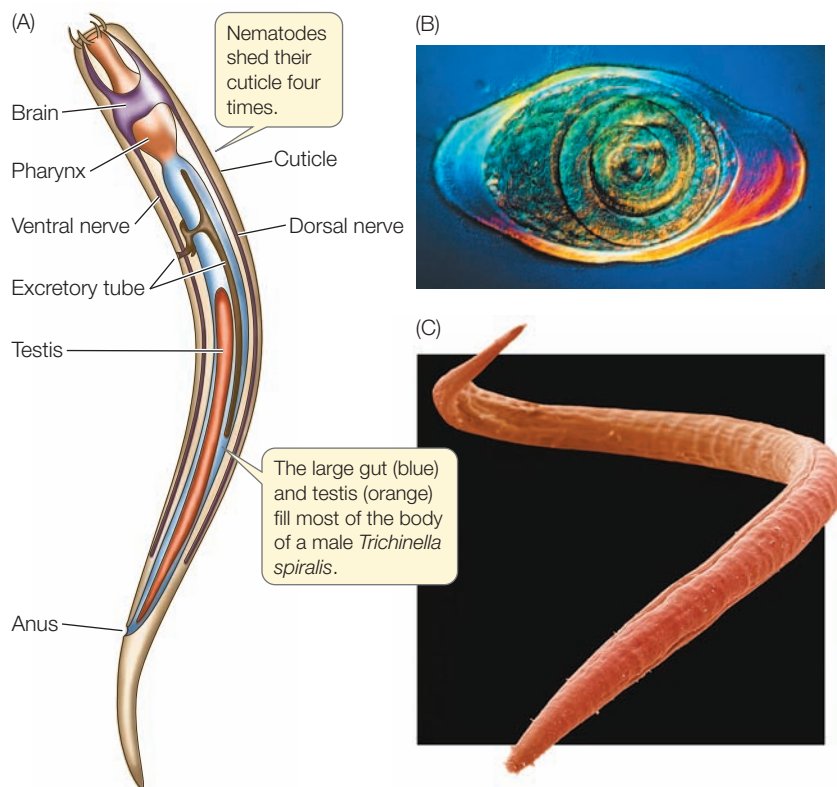 (A)
Nematodes
shed their
cuticle four
times.
Brain
Pharynx
Cuticle
Ventral nerve
Dorsal nerve
Excretory tube
Testis
The large gut (blue)
and testis (orange)
fill most of the body
of a male Trichinella
spiralis.
Anus
(B)
(C)